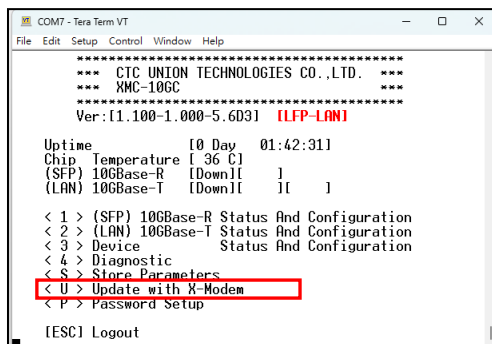 COM7 - Tera Term VT
File Edit Setup Control Window Help
*****************************************
*** CTC UNION TECHNOLOGIES CO.,LTD. ***
*** XMC-10GC ***
*****************************************
Ver:[1.100-1.000-5.6D3] [LFP-LAN]
Uptime [0 Day 01:42:31]
Chip Temperature [ 36 C]
(SFP) 10GBase-R [Down][ ]
(LAN) 10GBase-T [Down][ ][ ]
< 1 > (SFP) 10GBase-R Status And Configuration
< 2 > (LAN) 10GBase-T Status And Configuration
< 3 > Device Status And Configuration
< 4 > Diagnostic
< S > Store Parameters
< U > Update with X-Modem
< P > Password Setup
[ESC] Logout